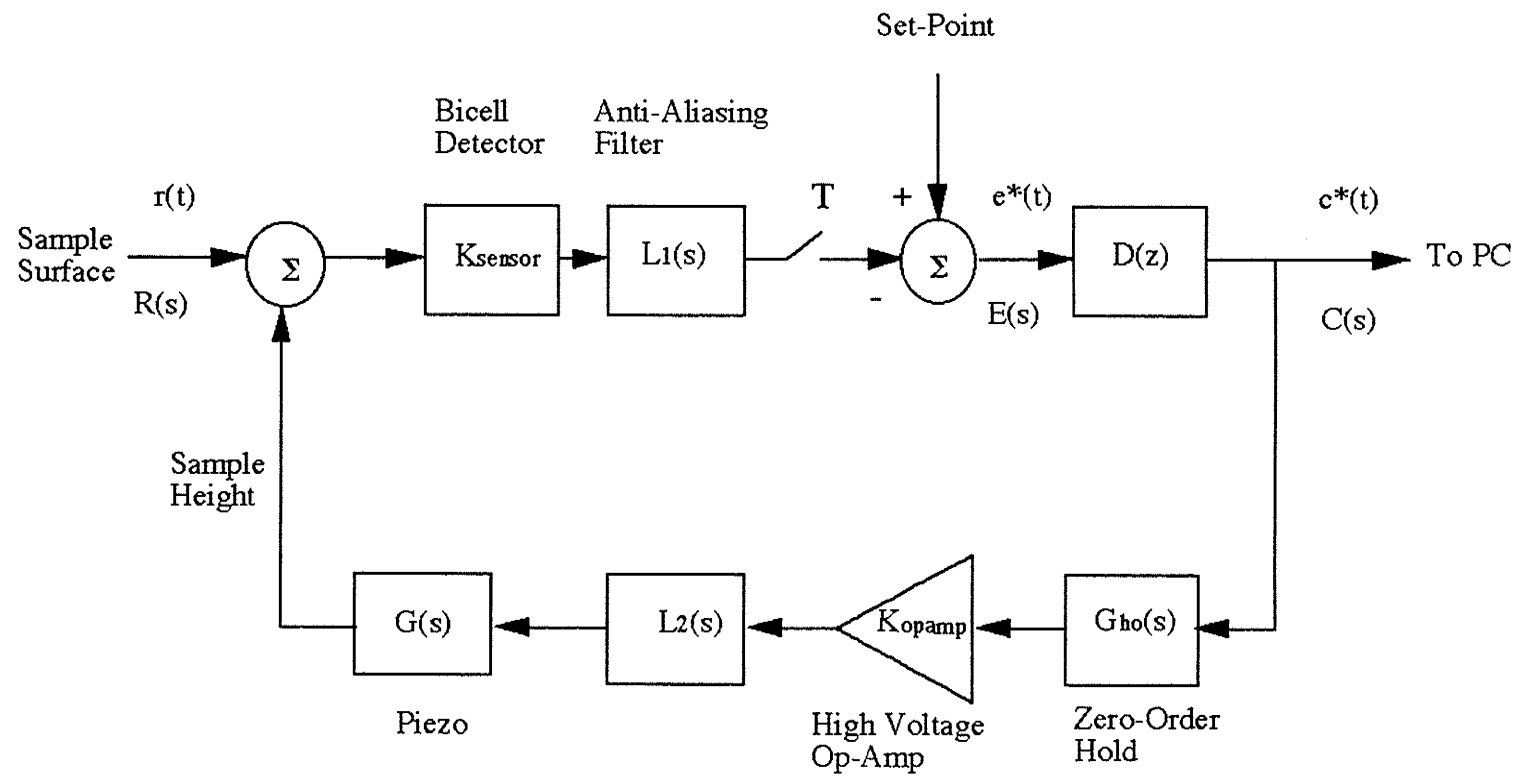 Set-Point
Bicell
Detector
Anti-Aliasing
Filter
r(t)
T
+
e*(t)
c*(t)
Sample
Surface
Σ
Ksensor
L1(s)
Σ
D(z)
To PC
R(s)
-
E(s)
C(s)
Sample
Height
G(s)
L2(s)
Kopamp
Gho(s)
Piezo
High Voltage
Op-Amp
Zero-Order
Hold